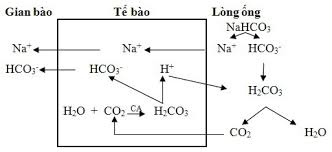 Gian bào Tế bào Lòng ống
NaHCO3
Na⁺ Na⁺ Na⁺ HCO3⁻
HCO3⁻ HCO3⁻ H⁺
H2CO3
H2O + CO2 CA H2CO3
CO2 H2O